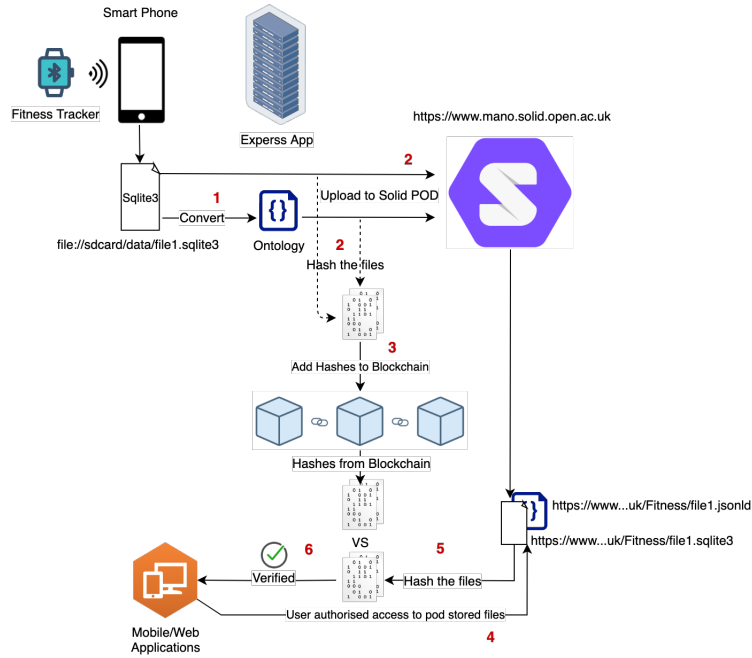 Smart Phone
Fitness Tracker
Experss App
https://www.mano.solid.open.ac.uk
2
Sqlite3
1
Upload to Solid POD
Convert
file://sdcard/data/file1.sqlite3
Ontology
2
Hash the files
3
Add Hashes to Blockchain
Hashes from Blockchain
https://www...uk/Fitness/file1.jsonld
https://www...uk/Fitness/file1.sqlite3
VS
6
5
Verified
Hash the files
User authorised access to pod stored files
4
Mobile/Web
Applications